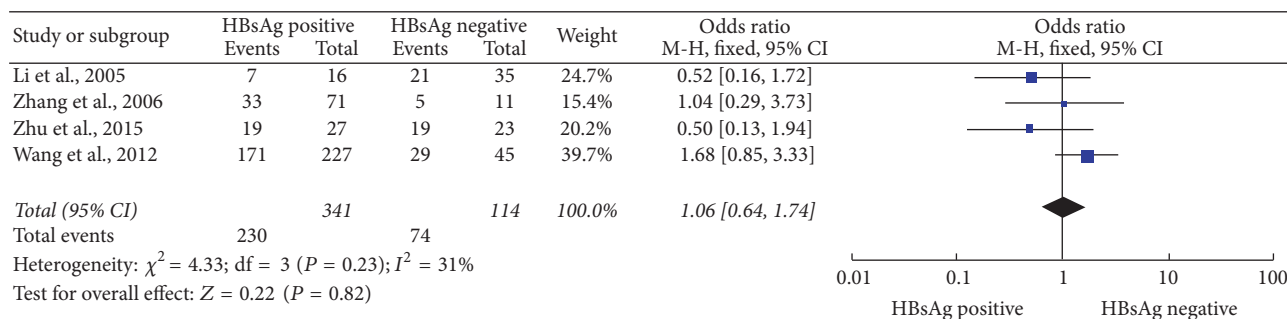 Study or subgroup HBsAg positive HBsAg negative Weight Odds ratio Odds ratio
Events Total Events Total M-H, fixed, 95% CI M-H, fixed, 95% CI
Li et al., 2005 7 16 21 35 24.7% 0.52 [0.16, 1.72]
Zhang et al., 2006 33 71 5 11 15.4% 1.04 [0.29, 3.73]
Zhu et al., 2015 19 27 19 23 20.2% 0.50 [0.13, 1.94]
Wang et al., 2012 171 227 29 45 39.7% 1.68 [0.85, 3.33]
Total (95% CI) 341 114 100.0% 1.06 [0.64, 1.74]
Total events 230 74
Heterogeneity: χ² = 4.33; df = 3 (P = 0.23); I² = 31%
Test for overall effect: Z = 0.22 (P = 0.82)
0.01 0.1 1 10 100
HBsAg positive HBsAg negative